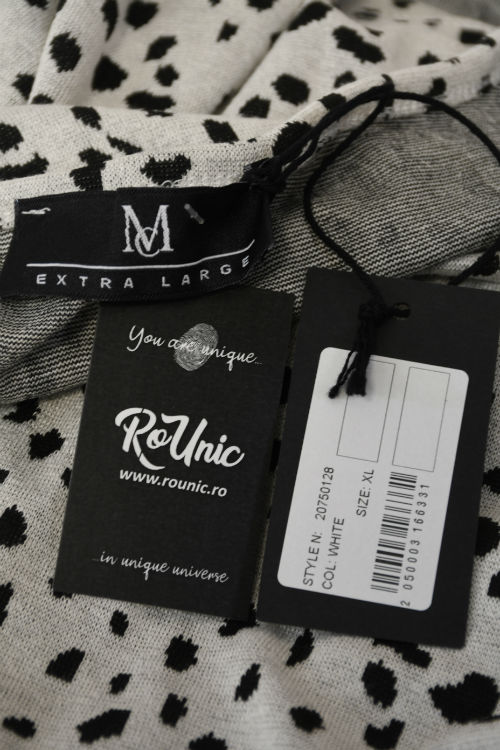 M
EXTRA LARGE
You are unique...
RoUnic
www.rounic.ro
...in unique universe
STYLE N: 20750128
COL: WHITE SIZE: XL
2 050003 166331